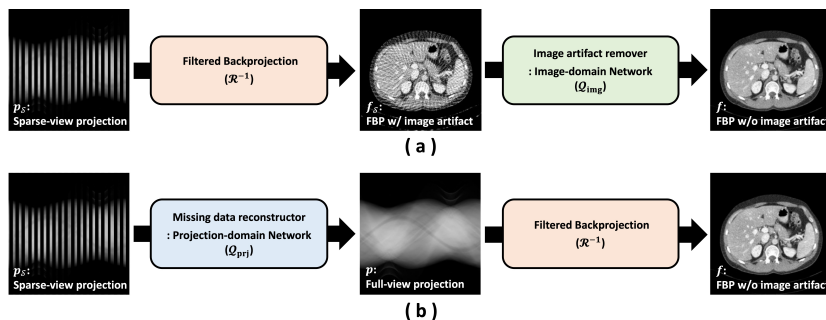 Filtered Backprojection
(𝓡⁻¹)
Image artifact remover
: Image-domain Network
(𝒬img)
p𝒮:
Sparse-view projection
f𝒮:
FBP w/ image artifact
f:
FBP w/o image artifact
( a )
Missing data reconstructor
: Projection-domain Network
(𝒬prj)
Filtered Backprojection
(𝓡⁻¹)
p𝒮:
Sparse-view projection
p:
Full-view projection
f:
FBP w/o image artifact
( b )